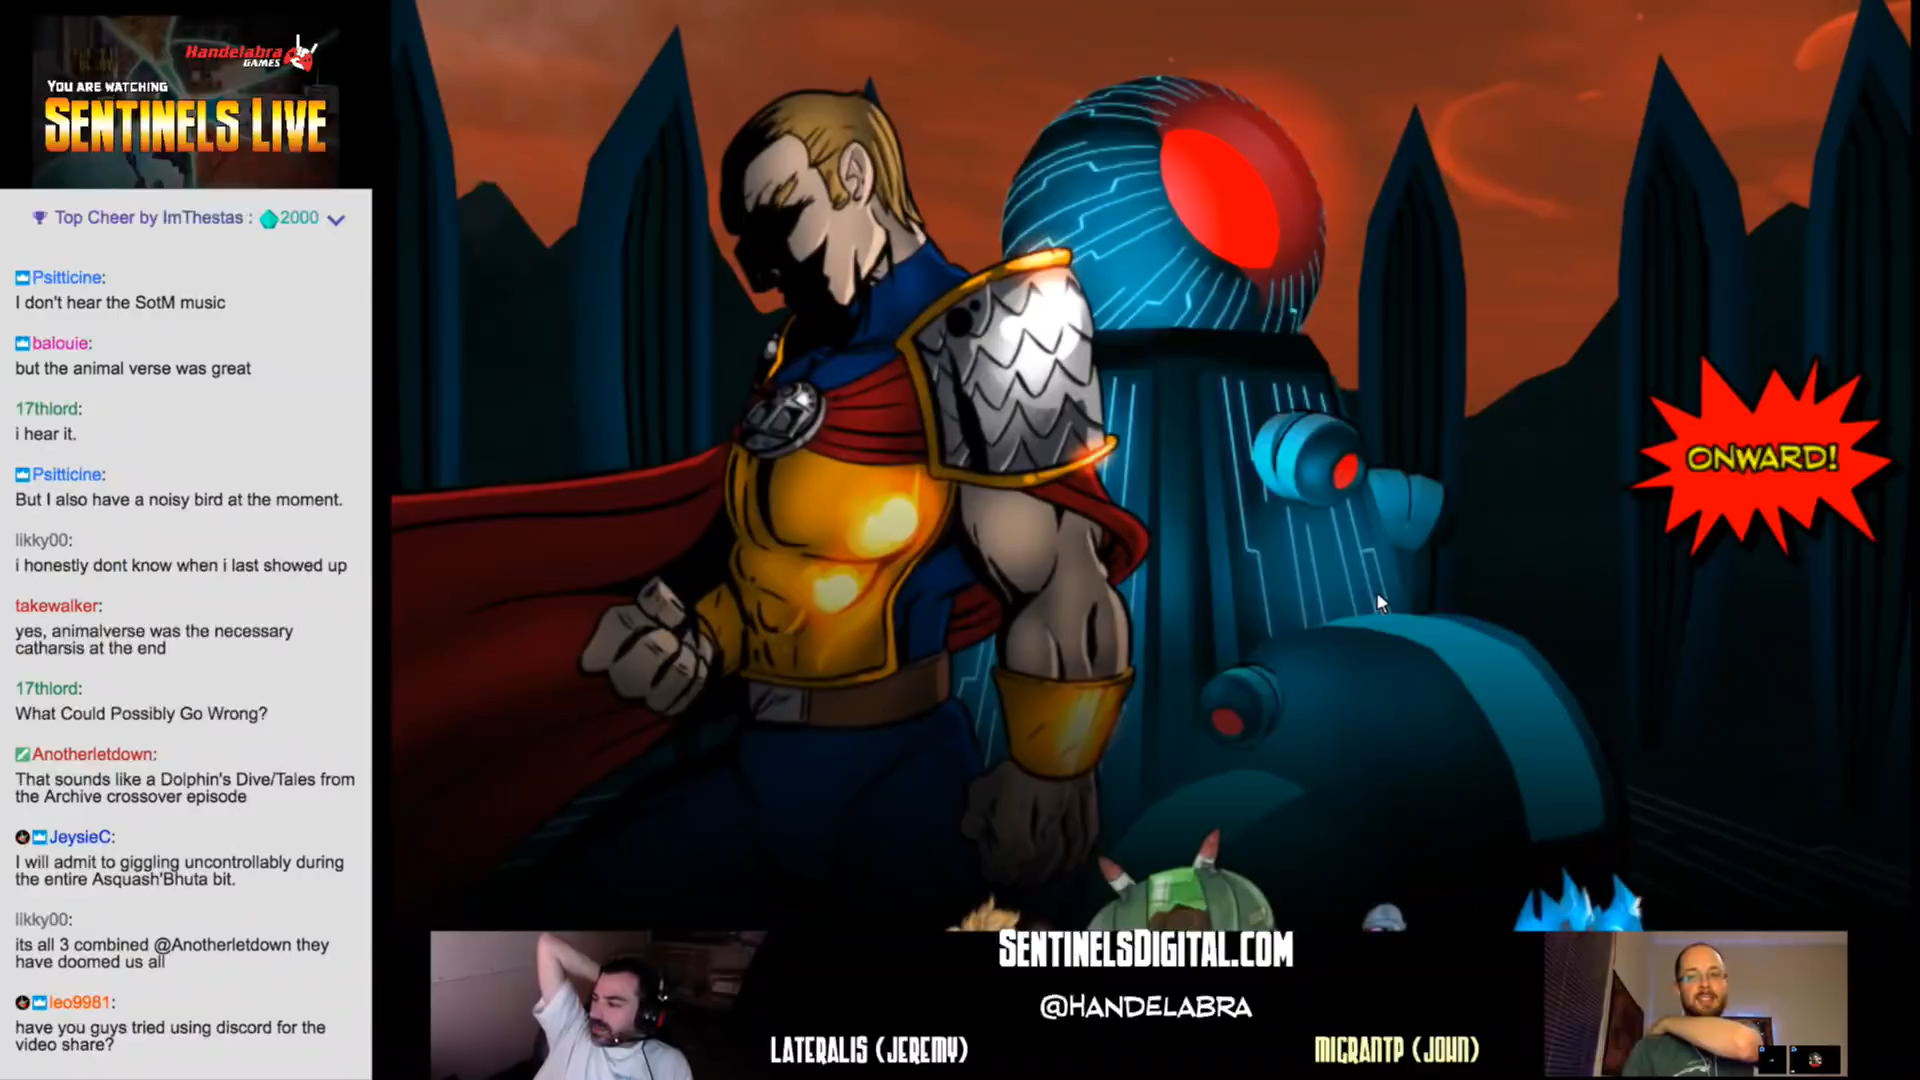 Handelabra
GAMES
YOU ARE WATCHING
SENTINELS LIVE
Top Cheer by ImThestas : 2000
Psitticine:
I don't hear the SotM music
balouie:
but the animal verse was great
17thlord:
i hear it.
Psitticine:
But I also have a noisy bird at the moment.
likky00:
i honestly dont know when i last showed up
takewalker:
yes, animalverse was the necessary
catharsis at the end
17thlord:
What Could Possibly Go Wrong?
Anotherletdown:
That sounds like a Dolphin's Dive/Tales from
the Archive crossover episode
JeysieC:
I will admit to giggling uncontrollably during
the entire Asquash'Bhuta bit.
likky00:
its all 3 combined @Anotherletdown they
have doomed us all
leo9981:
have you guys tried using discord for the
video share?
ONWARD!
SENTINELSDIGITAL.COM
@HANDELABRA
LATERALIS (JEREMY)
MIGRANTP (JOHN)